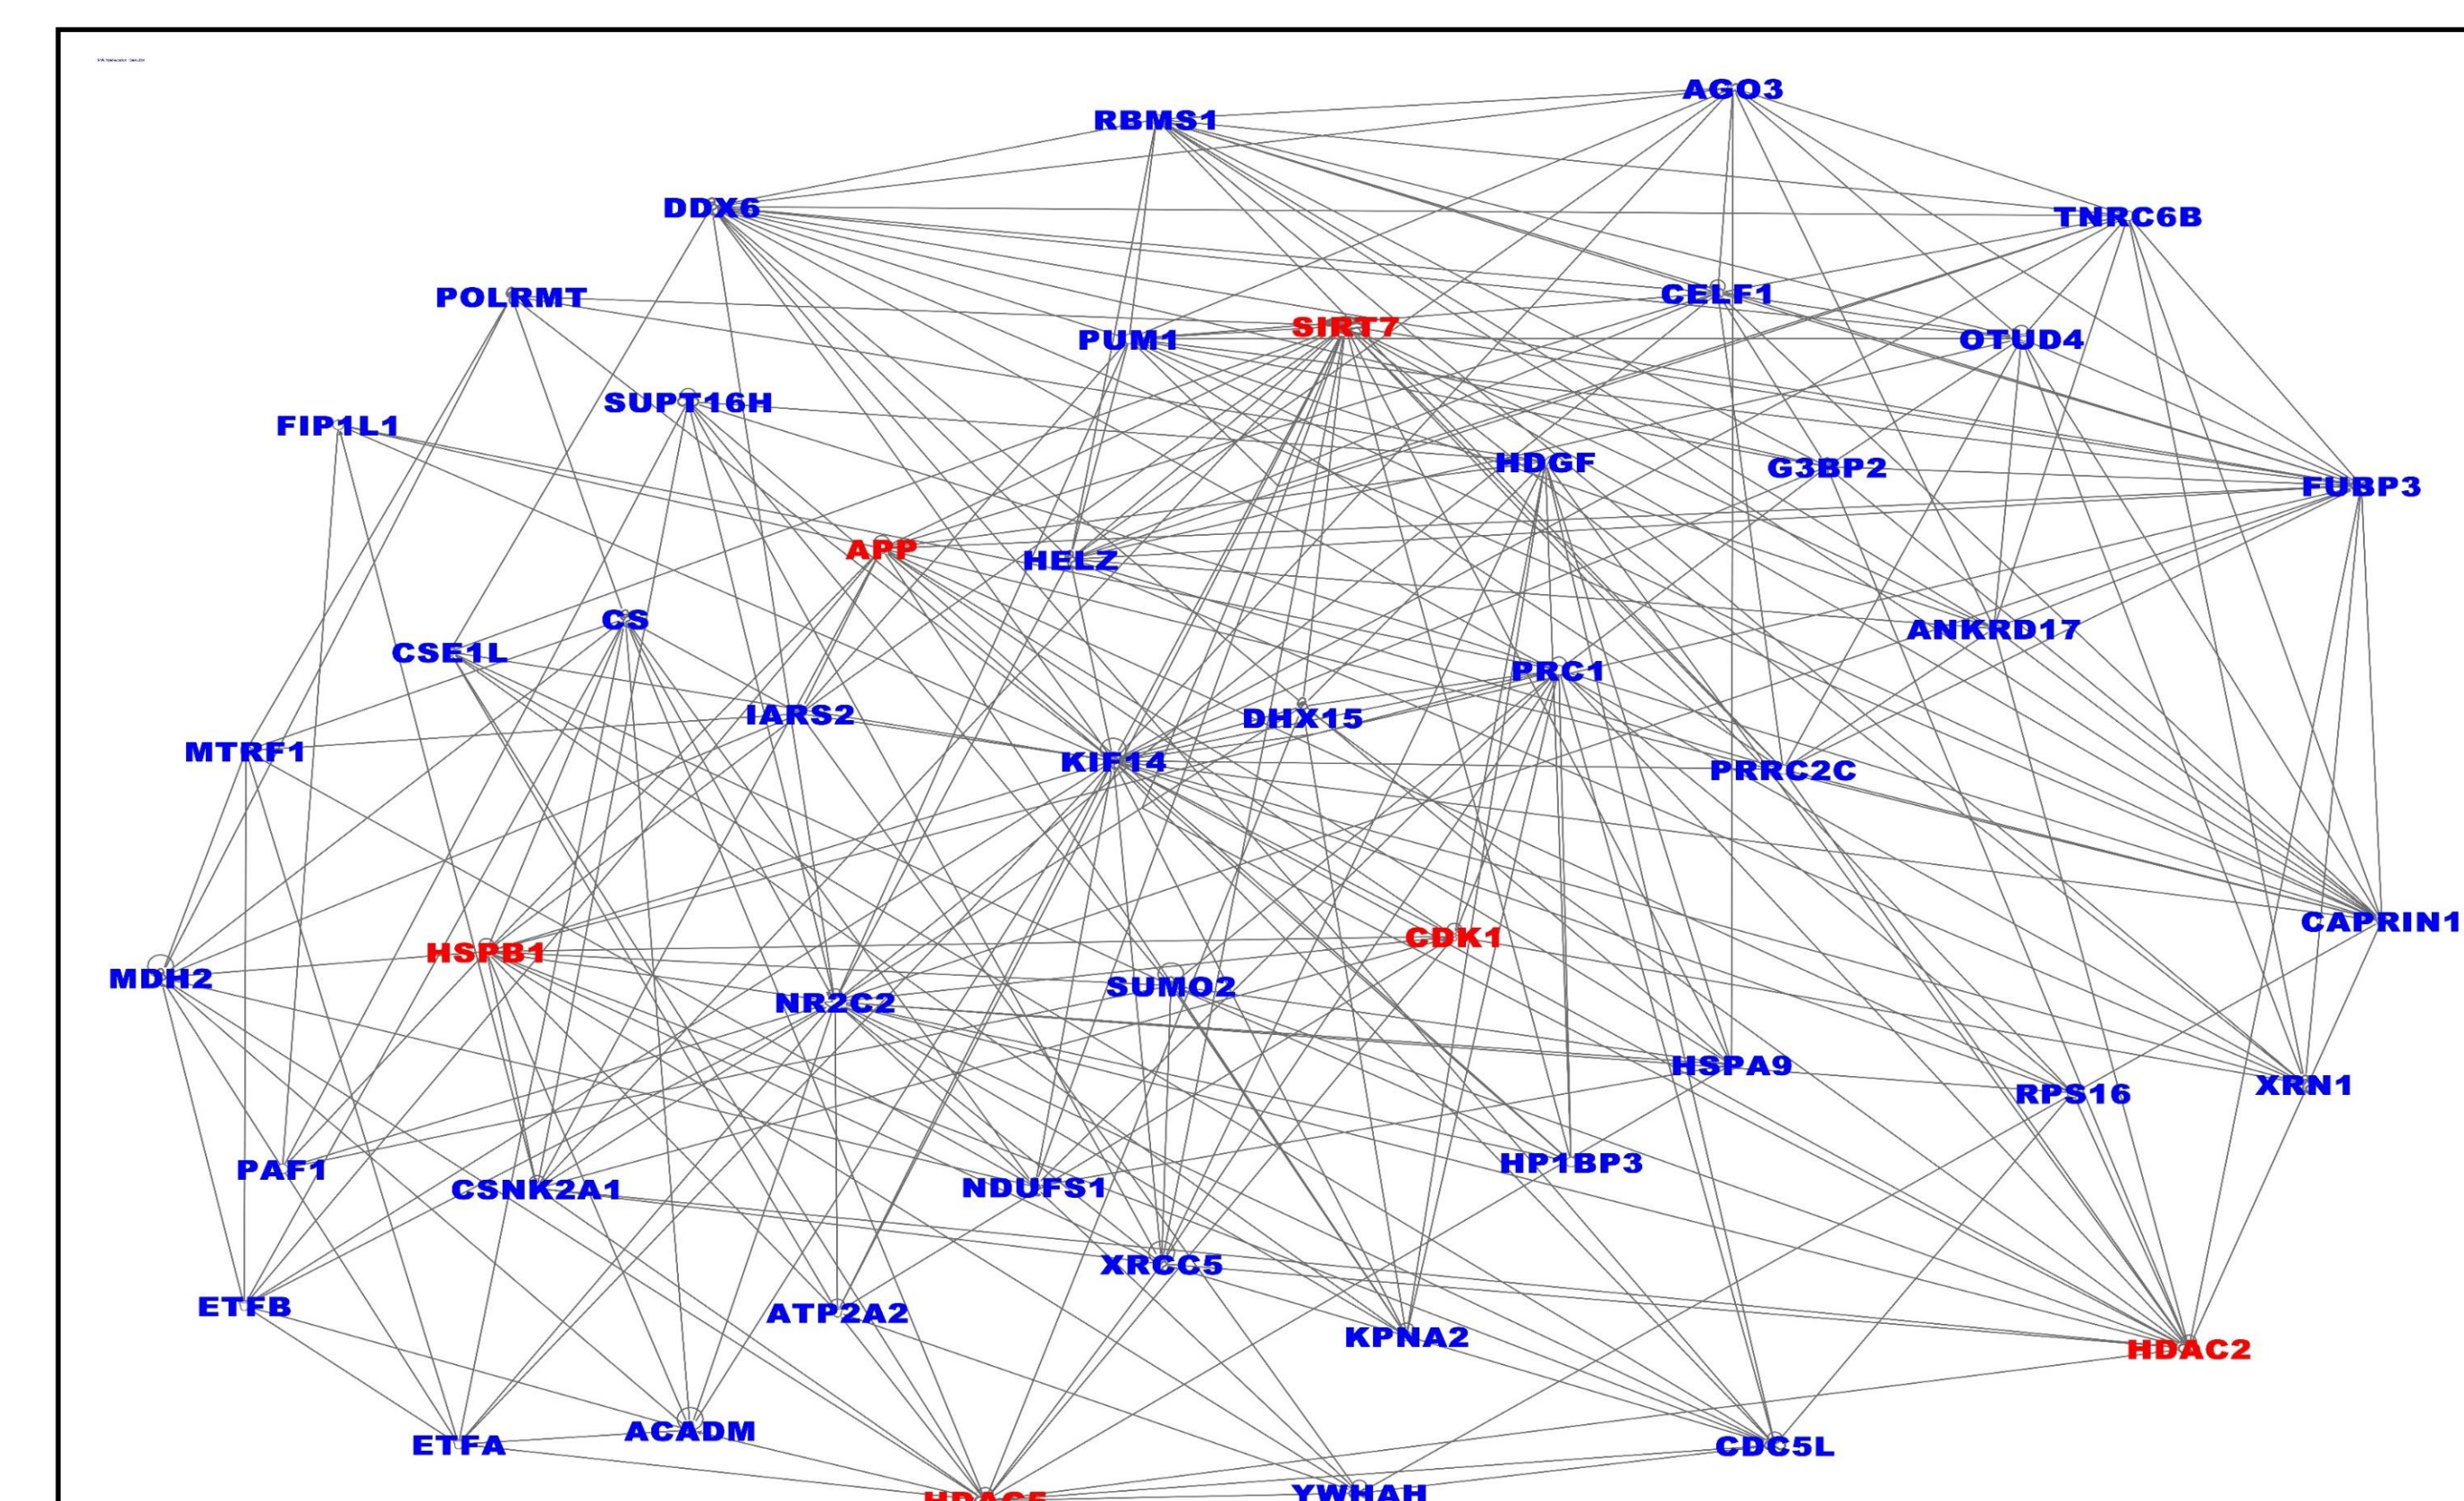 AGO3
RBMS1
DDX6
TNRC6B
POLRMT
CELF1
SIRT7
PUM1
OTUD4
SUPT16H
FIP1L1
HDGF
G3BP2
FUBP3
APP
HELZ
CS
ANKRD17
CSE1L
PRC1
IARS2
DHX15
MTRF1
KIF14
PRRC2C
CAPRIN1
CDK1
HSPB1
MDH2
SUMO2
NR2C2
HSPA9
XRN1
RPS16
HP1BP3
PAF1
NDUFS1
CSNK2A1
XRCC5
ETFB
ATP2A2
KPNA2
HDAC2
ACADM
ETFA
CDC5L
YWHAH
HDAC5